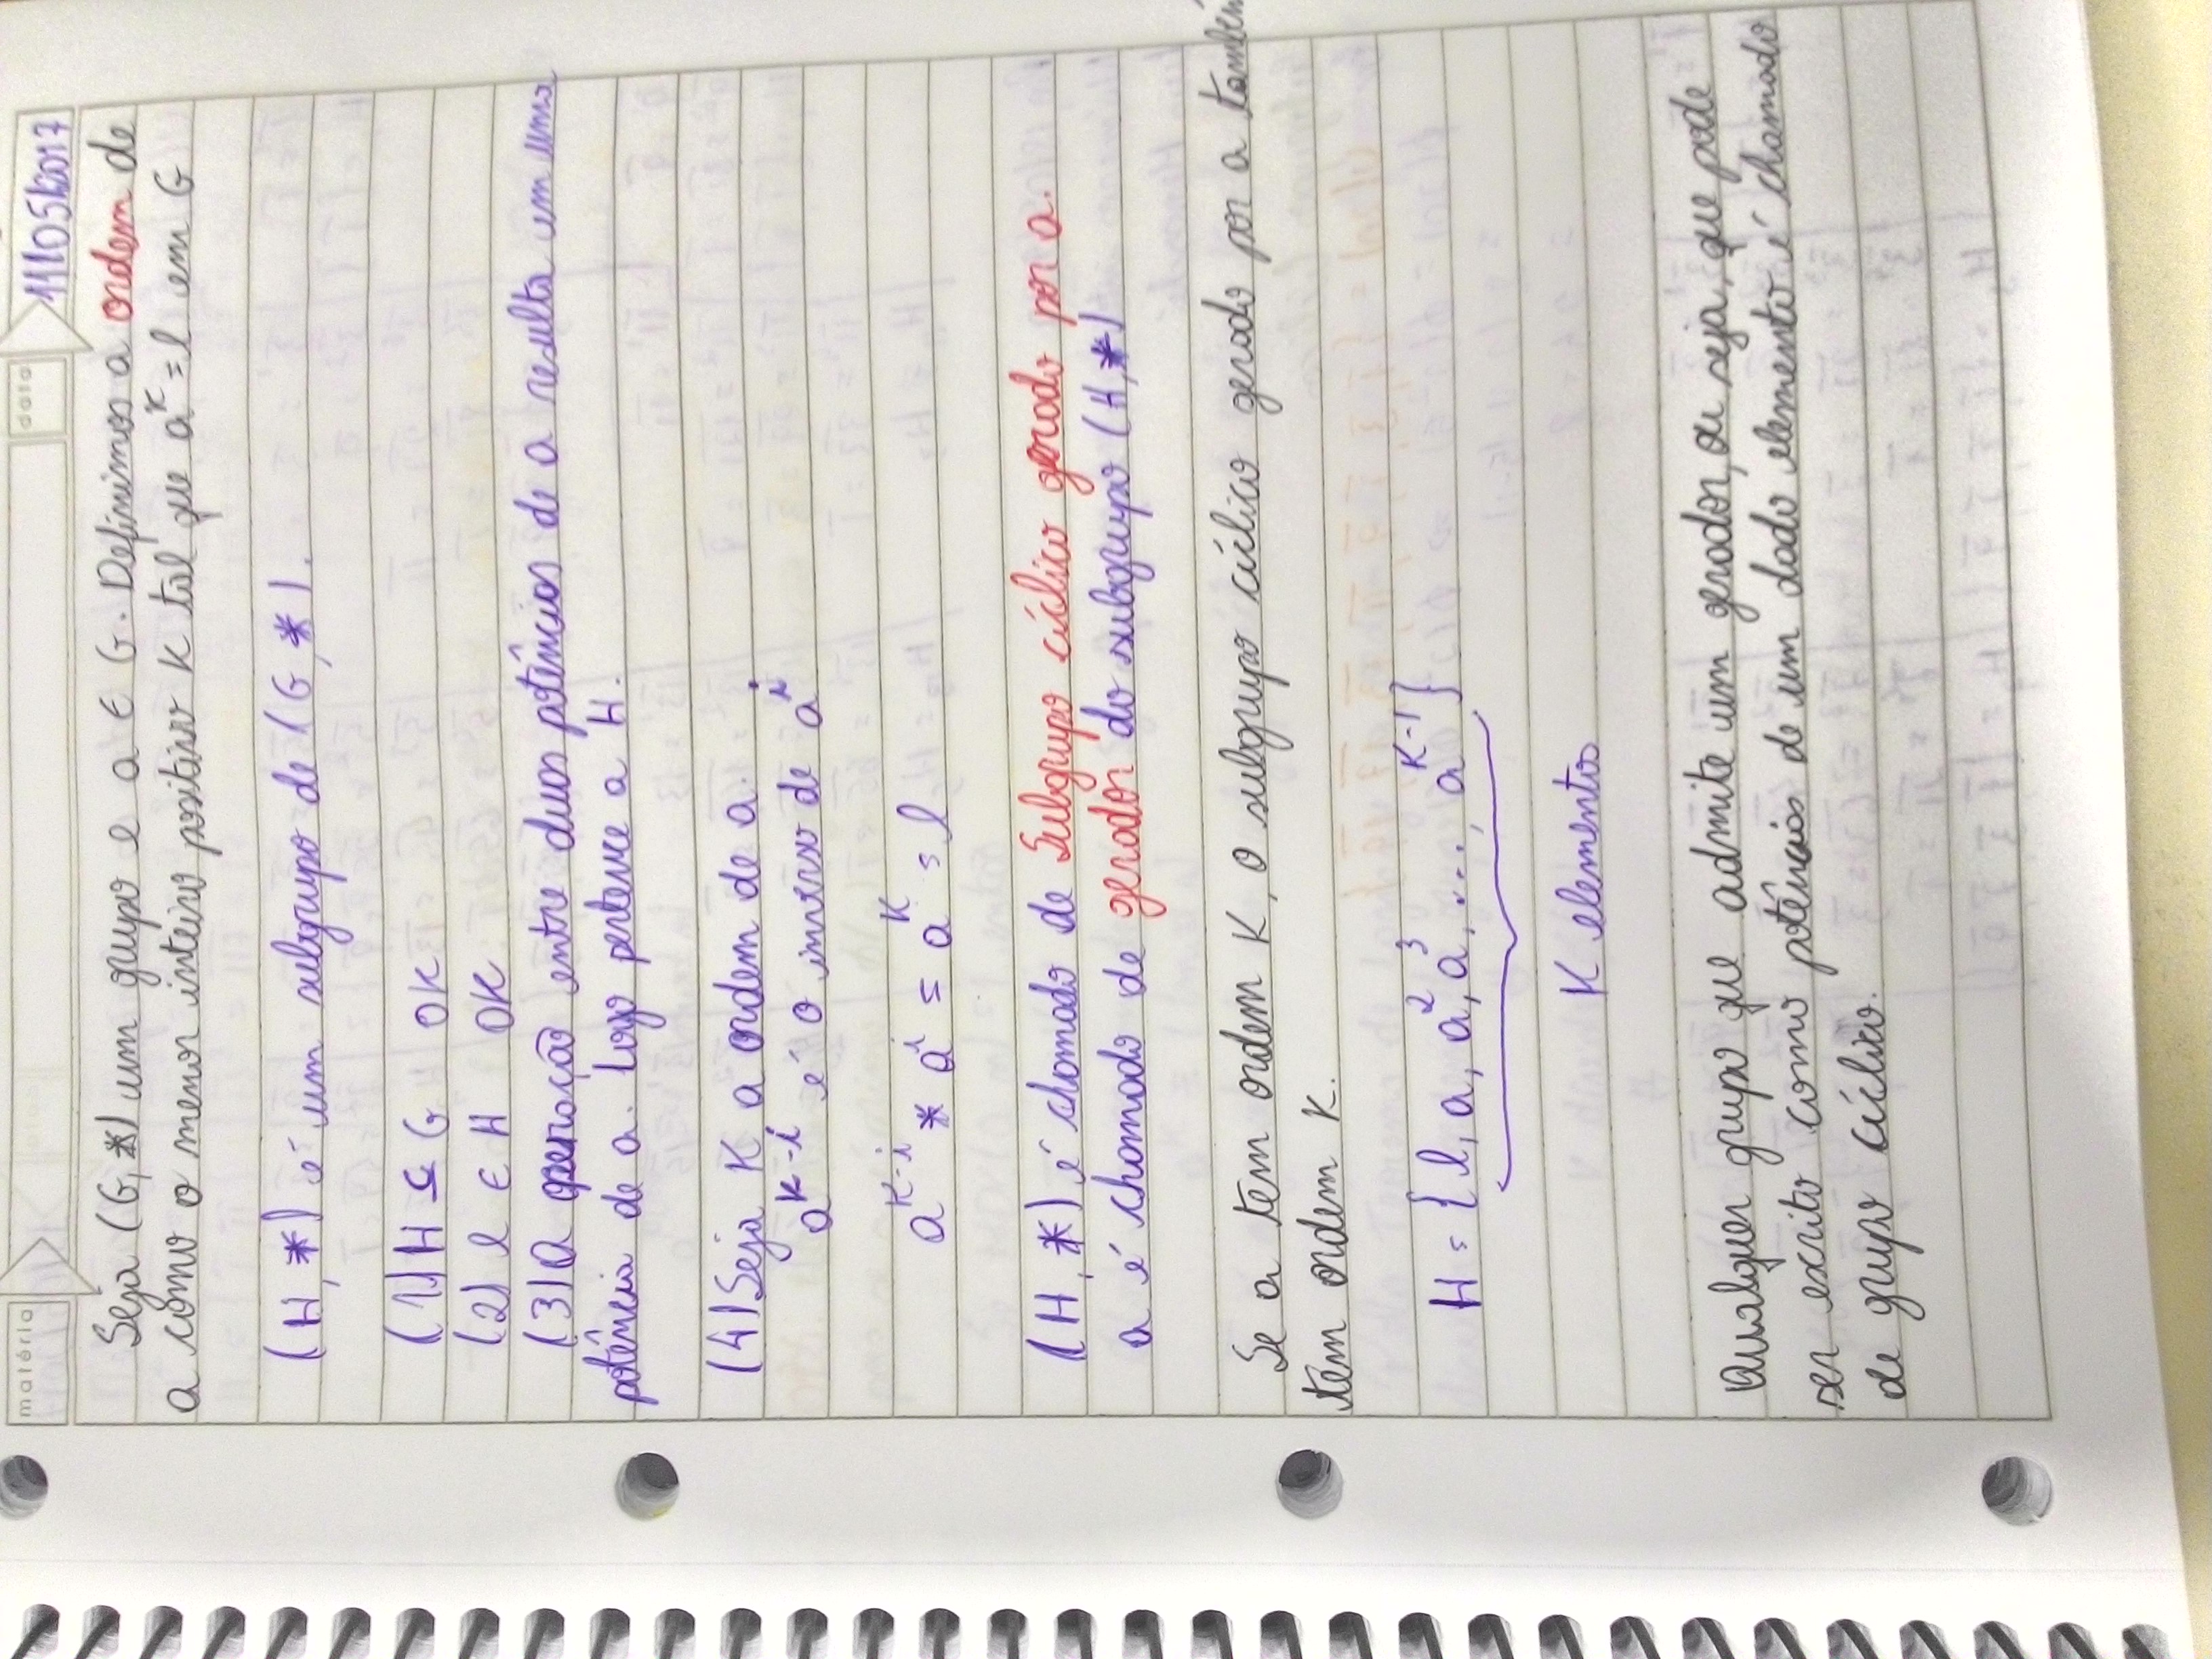 matéria data 11/05/2017
Seja (G, *) um grupo e a ∈ G. Definimos a ordem de
a como o menor inteiro positivo K tal que a^K = e em G
(H, *) é um subgrupo de (G, *).
(1) H ⊆ G OK
(2) e ∈ H OK
(3) A operação entre duas potências de a resulta em uma
potência de a. Logo pertence a H.
(4) Seja K a ordem de a.
a^{K-i} é o inverso de a^i
a^{K-i} * a^i = a^K = e
(H, *) é chamado de Subgrupo cíclico gerado por a.
a é chamado de gerador do subgrupo (H, *)
Se a tem ordem K, o subgrupo cíclico gerado por a também
tem ordem K.
H = {e, a, a^2, a^3, ..., a^{K-1}}
K elementos
Qualquer grupo que admite um gerador, ou seja, que pode
ser escrito como potências de um dado elemento é chamado
de grupo cíclico.